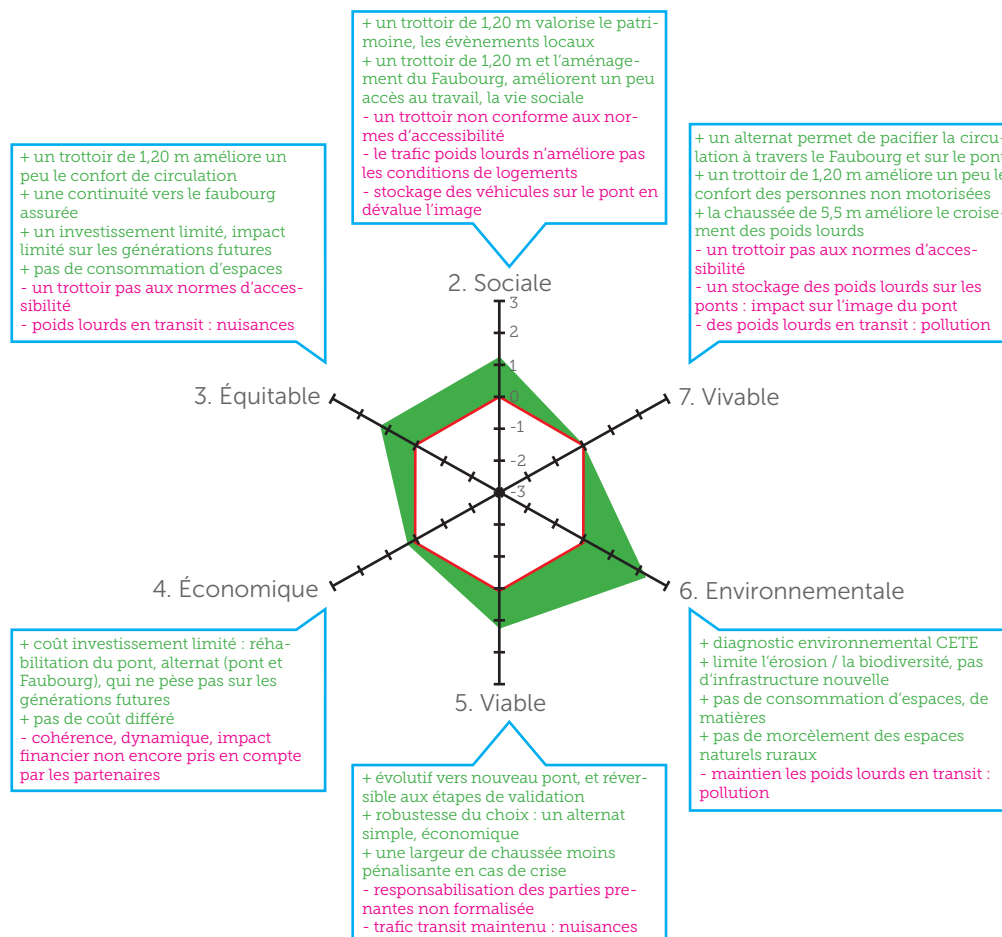 + un trottoir de 1,20 m valorise le patri-
moine, les évènements locaux
+ un trottoir de 1,20 m et l'aménage-
ment du Faubourg, améliorent un peu
accès au travail, la vie sociale
- un trottoir non conforme aux nor-
mes d'accessibilité
- le trafic poids lourds n'améliore pas
les conditions de logements
- stockage des véhicules sur le pont en
dévalue l'image
+ un trottoir de 1,20 m améliore un
peu le confort de circulation
+ une continuité vers le faubourg
assurée
+ un investissement limité, impact
limité sur les générations futures
+ pas de consommation d'espaces
- un trottoir pas aux normes d'acces-
sibilité
- poids lourds en transit : nuisances
+ un alternat permet de pacifier la circu-
lation à travers le Faubourg et sur le pont
+ un trottoir de 1,20 m améliore un peu le
confort des personnes non motorisées
+ la chaussée de 5,5 m améliore le croise-
ment des poids lourds
- un trottoir pas aux normes d'acces-
sibilité
- un stockage des poids lourds sur les
ponts : impact sur l'image du pont
- des poids lourds en transit : pollution
2. Sociale
3
2
1
0
-1
-2
-3
3. Équitable
7. Vivable
4. Économique
6. Environnementale
5. Viable
+ coût investissement limité : réha-
bilitation du pont, alternat (pont et
Faubourg), qui ne pèse pas sur les
générations futures
+ pas de coût différé
- cohérence, dynamique, impact
financier non encore pris en compte
par les partenaires
+ évolutif vers nouveau pont, et réver-
sible aux étapes de validation
+ robustesse du choix : un alternat
simple, économique
+ une largeur de chaussée moins
pénalisante en cas de crise
- responsabilisation des parties pre-
nantes non formalisée
- trafic transit maintenu : nuisances
+ diagnostic environnemental CETE
+ limite l'érosion / la biodiversité, pas
d'infrastructure nouvelle
+ pas de consommation d'espaces, de
matières
+ pas de morcèlement des espaces
naturels ruraux
- maintien les poids lourds en transit :
pollution